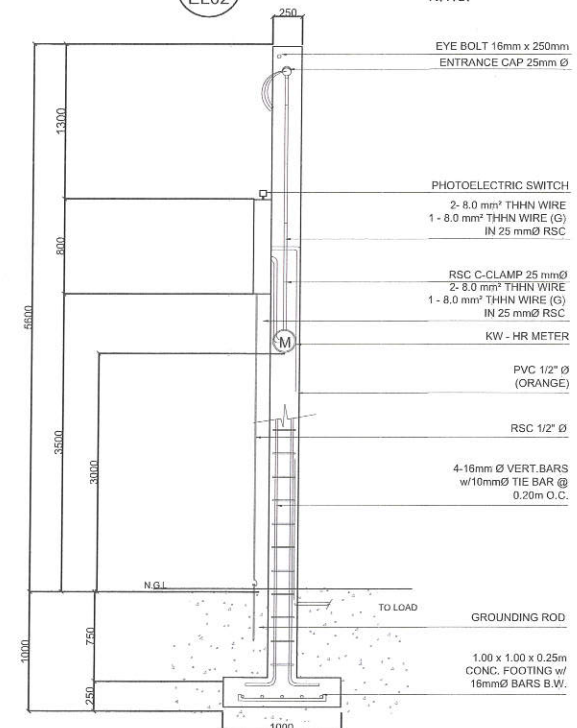 EL02
N.G.L
250
EYE BOLT 16mm x 250mm
ENTRANCE CAP 25mm Ø
1300
PHOTOELECTRIC SWITCH
2- 8.0 mm² THHN WIRE
1 - 8.0 mm² THHN WIRE (G)
IN 25 mmØ RSC
800
RSC C-CLAMP 25 mmØ
2- 8.0 mm² THHN WIRE
1 - 8.0 mm² THHN WIRE (G)
IN 25 mmØ RSC
5600
KW - HR METER
M
PVC 1/2" Ø
(ORANGE)
RSC 1/2" Ø
3500
3000
4-16mm Ø VERT.BARS
w/10mmØ TIE BAR @
0.20m O.C.
N.G.L
TO LOAD
GROUNDING ROD
750
1000
1.00 x 1.00 x 0.25m
CONC. FOOTING w/
16mmØ BARS B.W.
250
1000